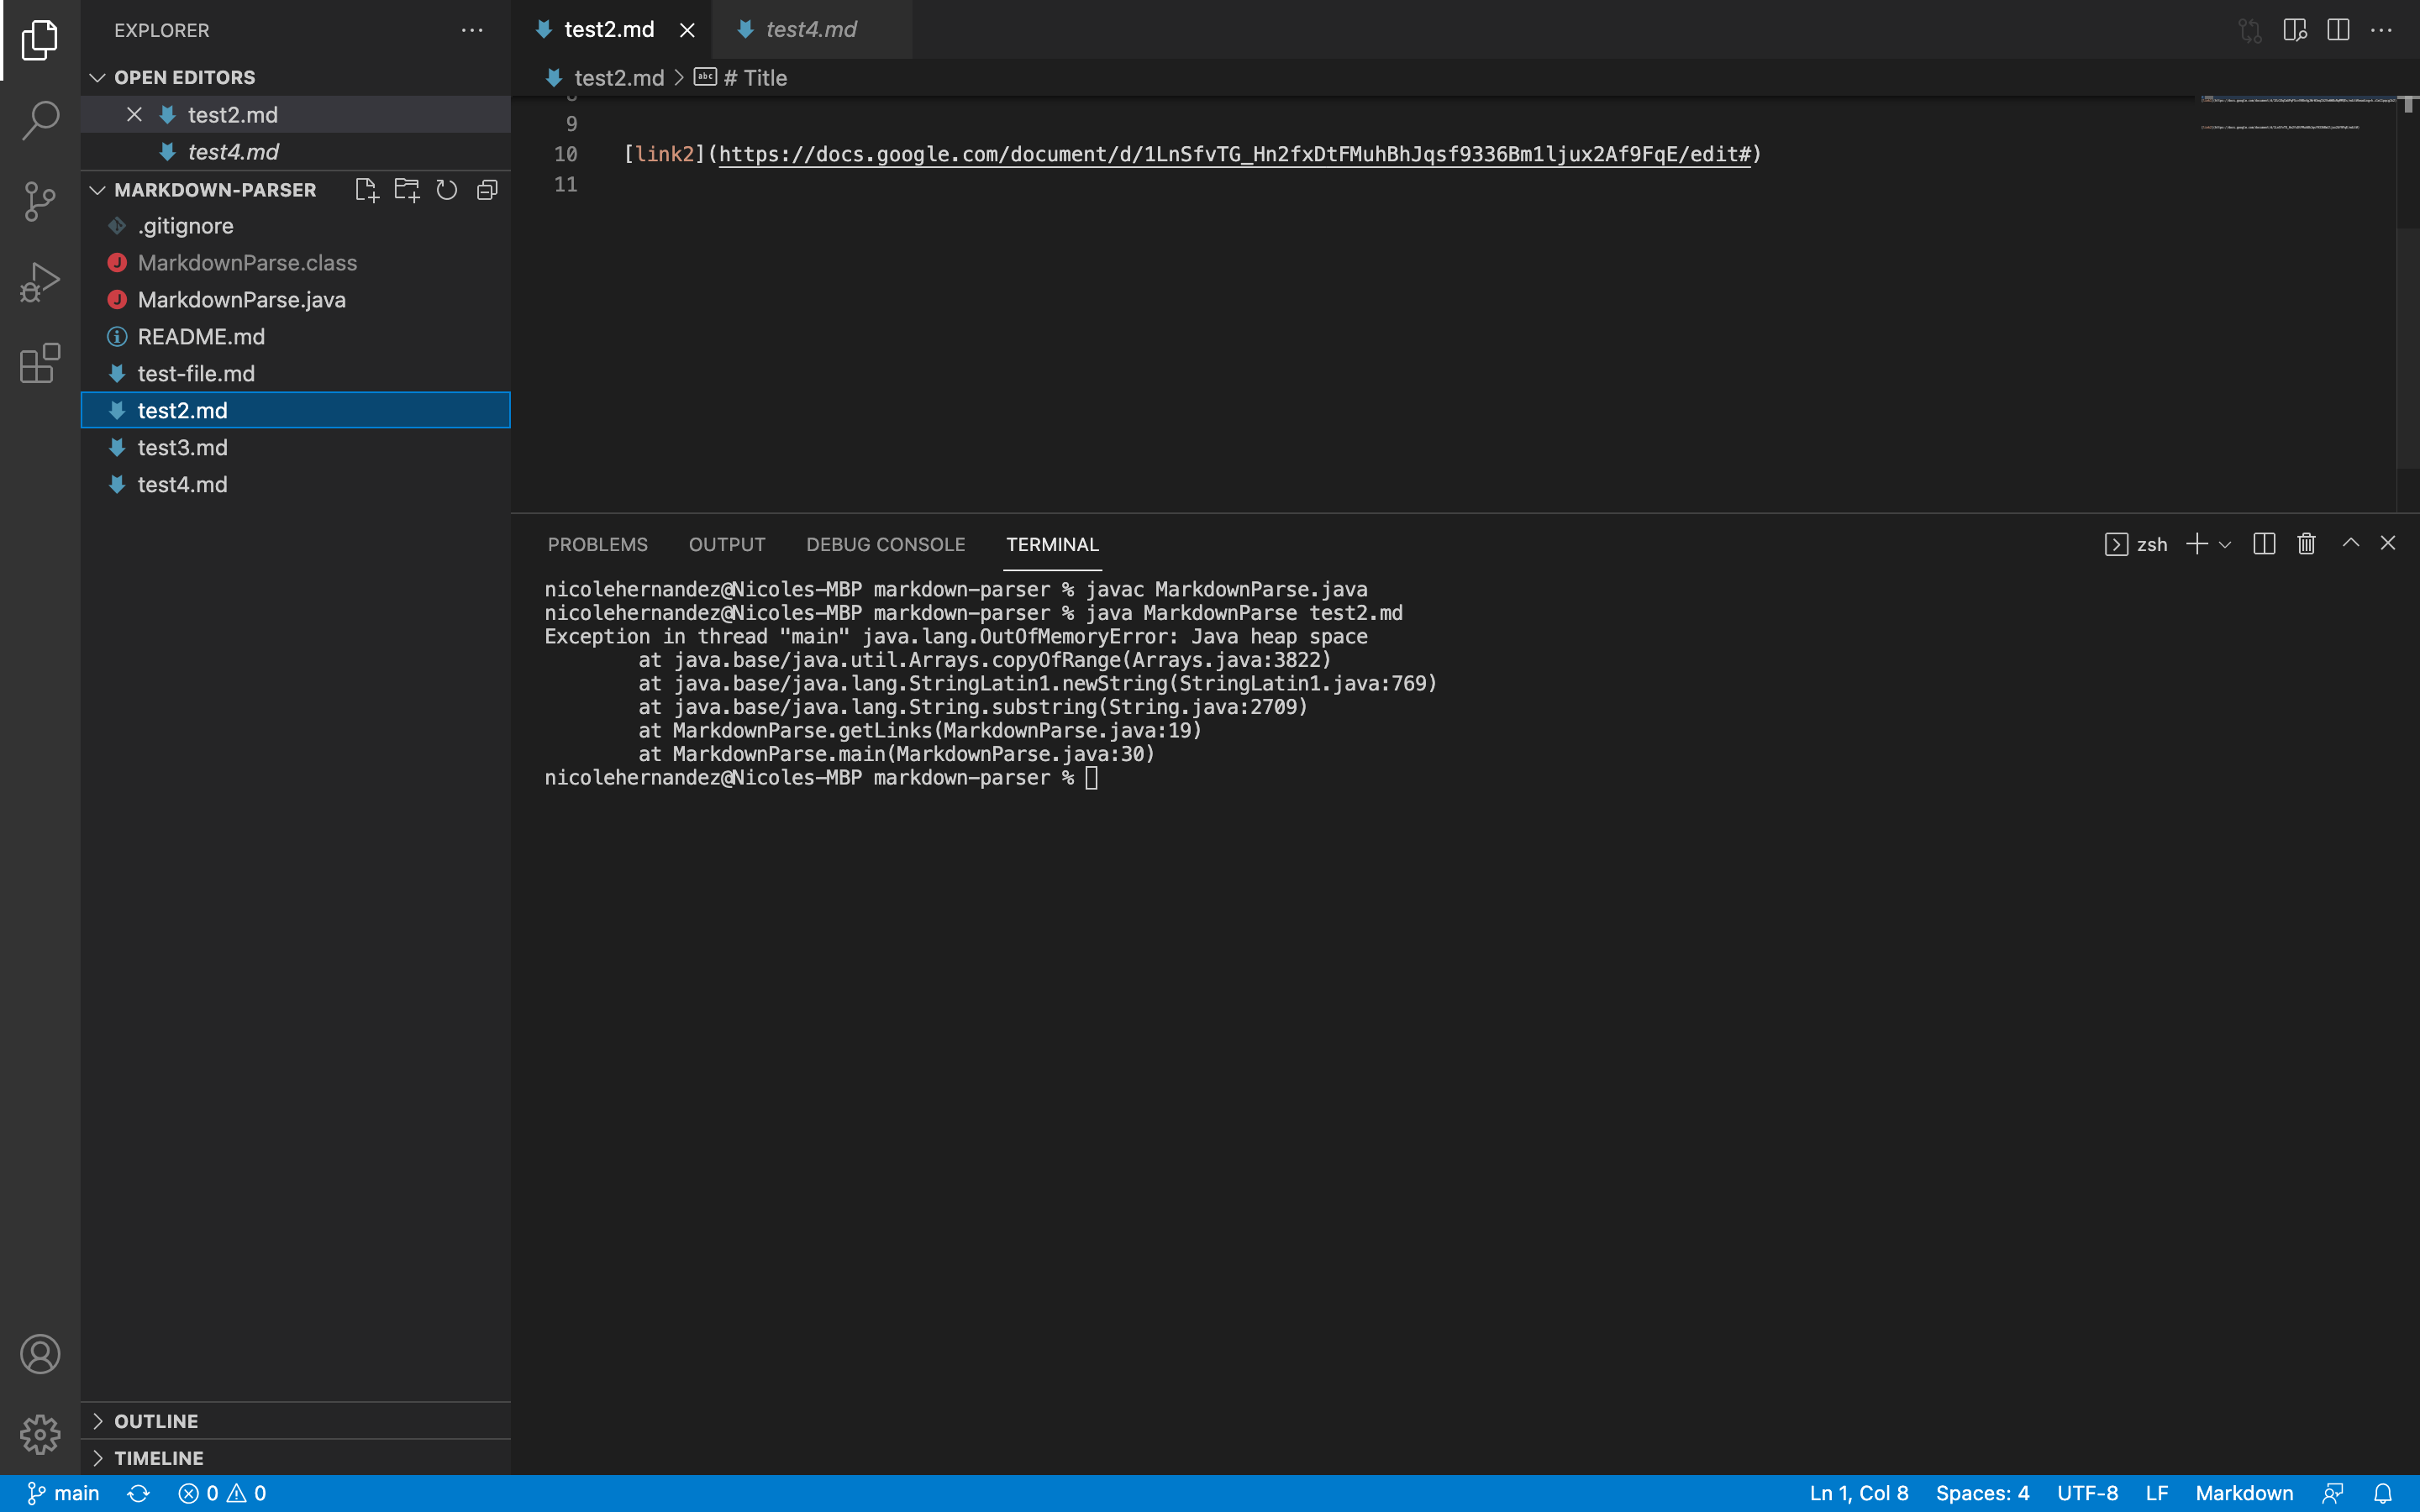 EXPLORER
OPEN EDITORS
test2.md
test4.md
MARKDOWN-PARSER
.gitignore
MarkdownParse.class
MarkdownParse.java
README.md
test-file.md
test2.md
test3.md
test4.md
OUTLINE
TIMELINE
test2.md
test4.md
test2.md > abc # Title
9
10 [link2](https://docs.google.com/document/d/1LnSfvTG_Hn2fxDtFMuhBhJqsf9336Bm1ljux2Af9FqE/edit#)
11
PROBLEMS OUTPUT DEBUG CONSOLE TERMINAL
zsh
nicolehernandez@Nicoles-MBP markdown-parser % javac MarkdownParse.java
nicolehernandez@Nicoles-MBP markdown-parser % java MarkdownParse test2.md
Exception in thread "main" java.lang.OutOfMemoryError: Java heap space
at java.base/java.util.Arrays.copyOfRange(Arrays.java:3822)
at java.base/java.lang.StringLatin1.newString(StringLatin1.java:769)
at java.base/java.lang.String.substring(String.java:2709)
at MarkdownParse.getLinks(MarkdownParse.java:19)
at MarkdownParse.main(MarkdownParse.java:30)
nicolehernandez@Nicoles-MBP markdown-parser %
main 0 0 Ln 1, Col 8 Spaces: 4 UTF-8 LF Markdown